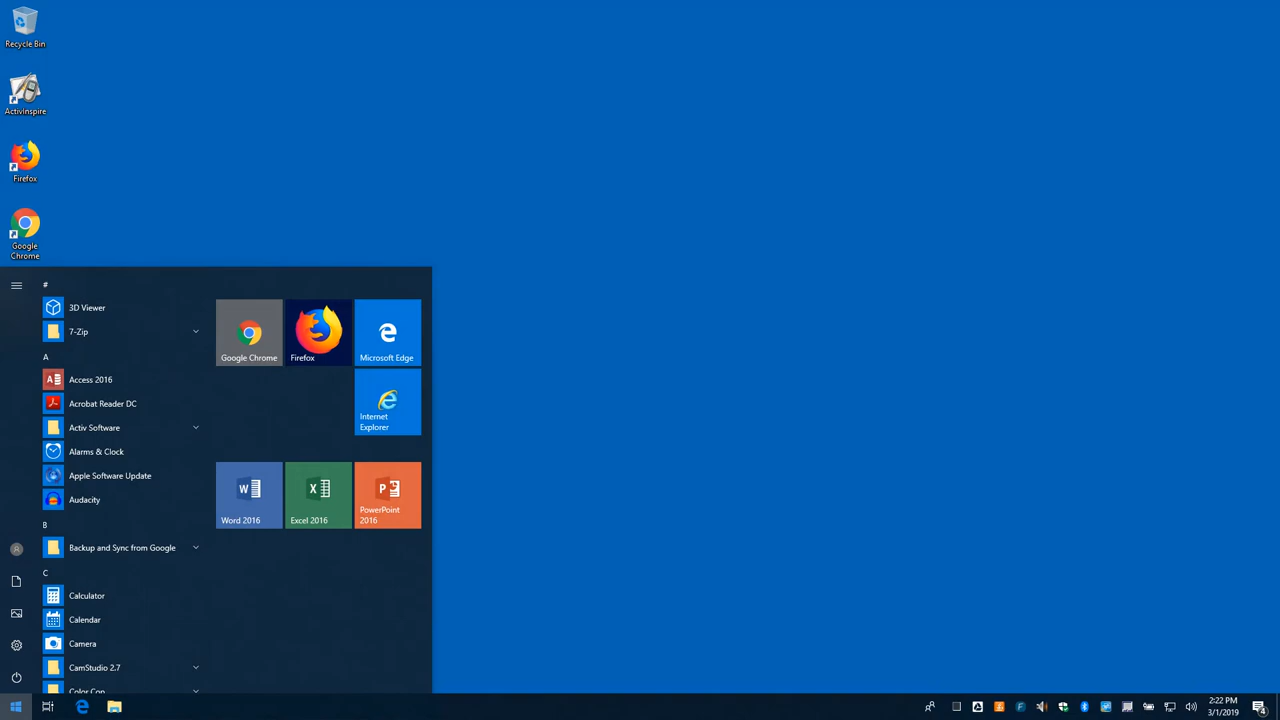 Recycle Bin
ActivInspire
Firefox
Google
Chrome
#
3D Viewer
7-Zip
A
Access 2016
Acrobat Reader DC
Activ Software
Alarms & Clock
Apple Software Update
Audacity
B
Backup and Sync from Google
C
Calculator
Calendar
Camera
CamStudio 2.7
Color Cop
Google Chrome
Firefox
Microsoft Edge
Internet
Explorer
Word 2016
Excel 2016
PowerPoint
2016
2:22 PM
3/1/2019
4